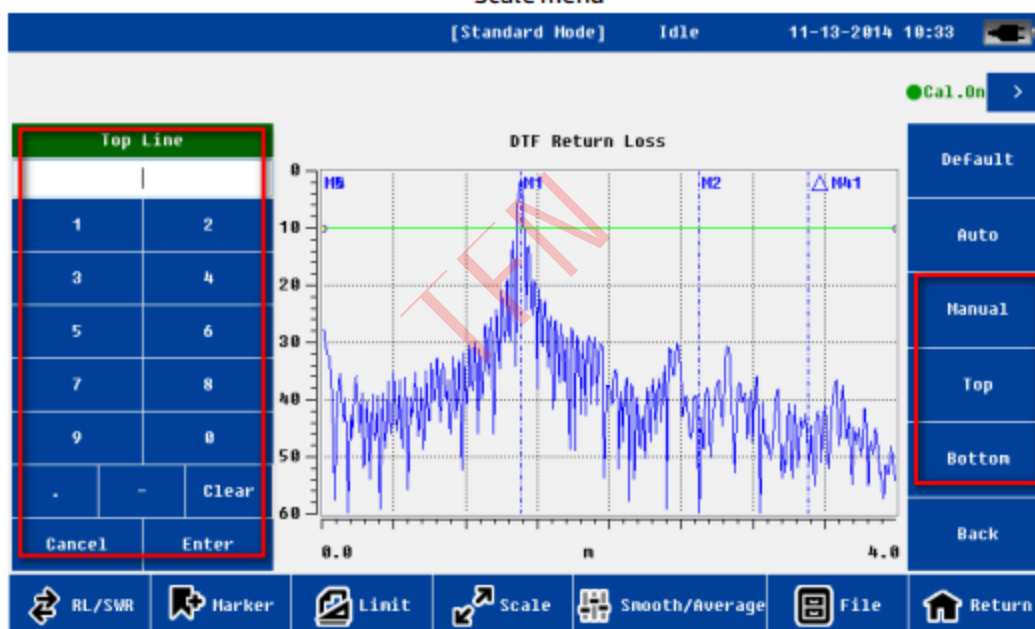 Scale menu
[Standard Mode] Idle 11-13-2014 10:33
Cal.On >
Top Line
1 2
3 4
5 6
7 8
9 0
. - Clear
Cancel Enter
DTF Return Loss
M1 M2 △ M41
0
10
20
30
40
50
60
0.0 m 4.0
TFN
Default
Auto
Manual
Top
Bottom
Back
RL/SWR Marker Limit Scale Smooth/Average File Return